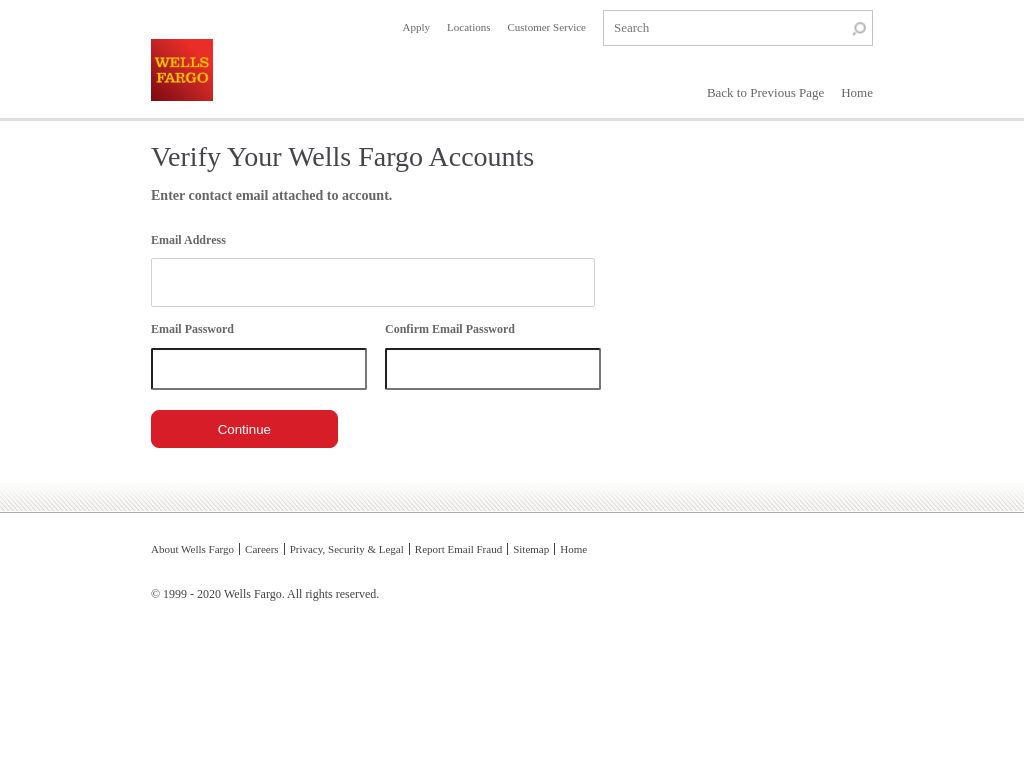 Apply Locations Customer Service Search
WELLS
FARGO
Back to Previous Page Home
Verify Your Wells Fargo Accounts
Enter contact email attached to account.
Email Address
Email Password Confirm Email Password
Continue
About Wells Fargo Careers Privacy, Security & Legal Report Email Fraud Sitemap Home
© 1999 - 2020 Wells Fargo. All rights reserved.